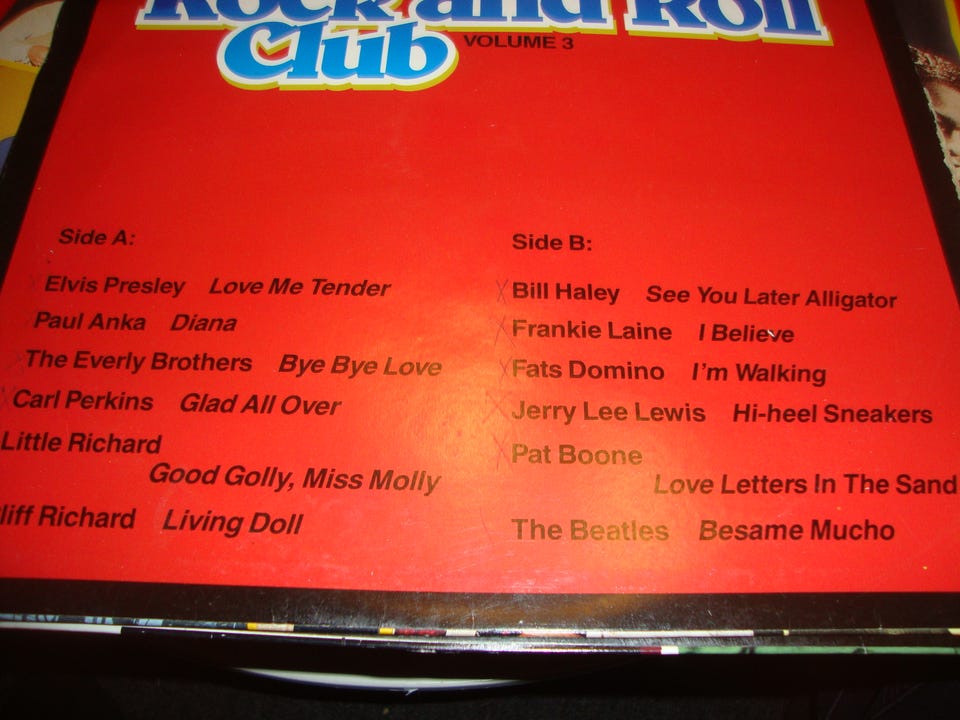 Rock and Roll
Club
VOLUME 3
Side A:
Elvis Presley Love Me Tender
Paul Anka Diana
The Everly Brothers Bye Bye Love
Carl Perkins Glad All Over
Little Richard
Good Golly, Miss Molly
liff Richard Living Doll
Side B:
Bill Haley See You Later Alligator
Frankie Laine I Believe
Fats Domino I'm Walking
Jerry Lee Lewis Hi-heel Sneakers
Pat Boone
Love Letters In The Sand
The Beatles Besame Mucho